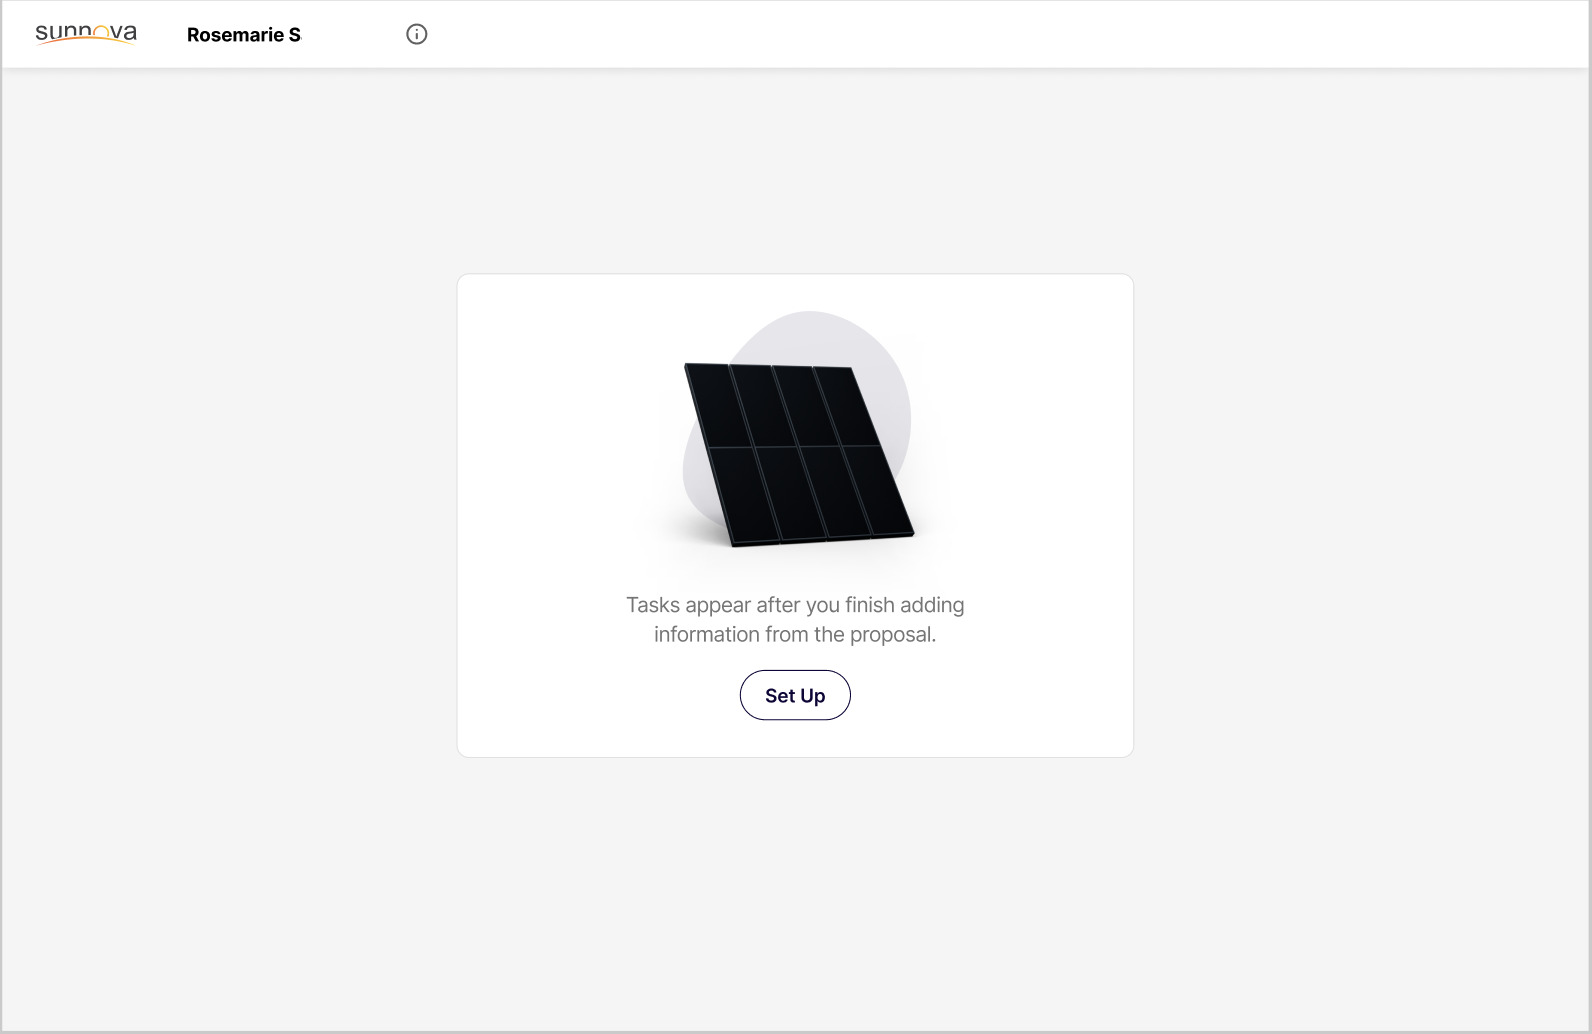 sunnova
Rosemarie S
Tasks appear after you finish adding
information from the proposal.
Set Up